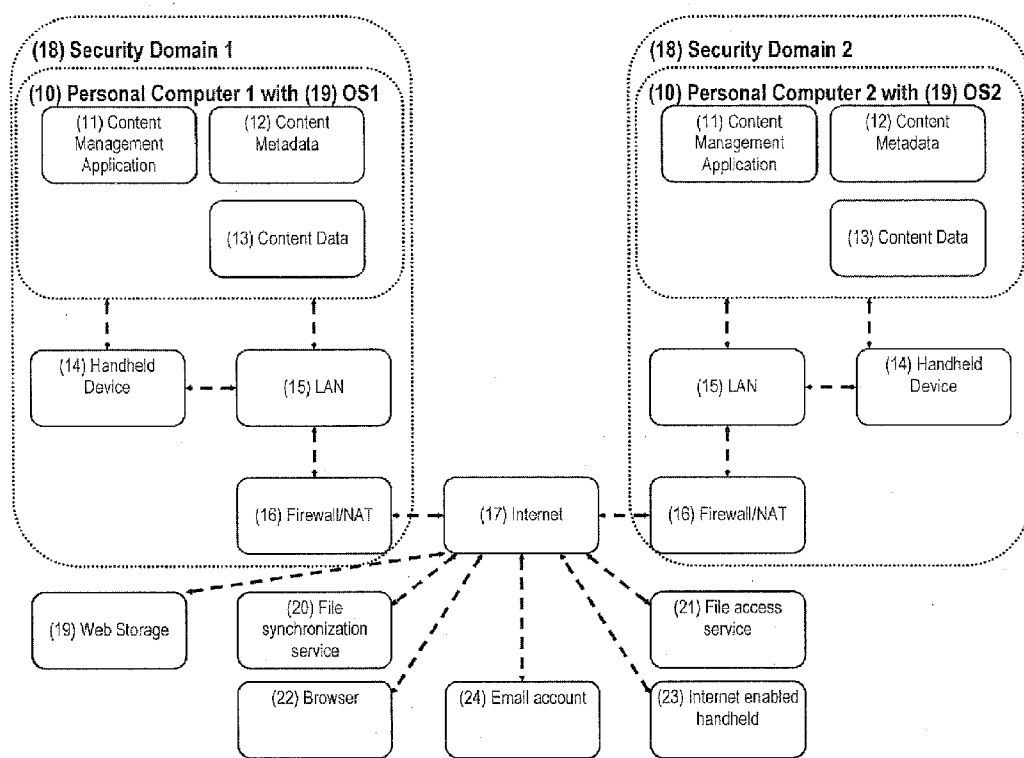 (18) Security Domain 1
(10) Personal Computer 1 with (19) OS1
(11) Content
Management
Application
(12) Content
Metadata
(13) Content Data
(14) Handheld
Device
(15) LAN
(16) Firewall/NAT
(18) Security Domain 2
(10) Personal Computer 2 with (19) OS2
(11) Content
Management
Application
(12) Content
Metadata
(13) Content Data
(15) LAN
(14) Handheld
Device
(16) Firewall/NAT
(17) Internet
(19) Web Storage
(20) File
synchronization
service
(21) File access
service
(22) Browser
(24) Email account
(23) Internet enabled
handheld